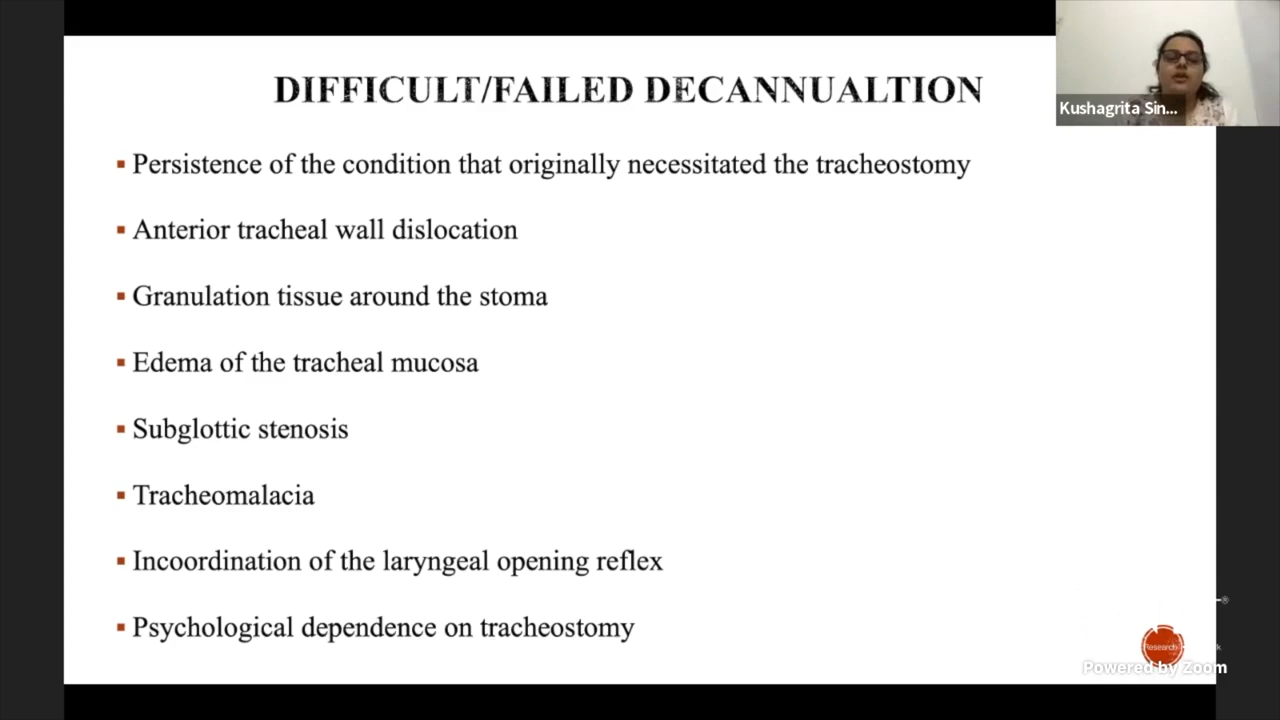 DIFFICULT/FAILED DECANNUALTION
Kushagrita Sin...
▪ Persistence of the condition that originally necessitated the tracheostomy
▪ Anterior tracheal wall dislocation
▪ Granulation tissue around the stoma
▪ Edema of the tracheal mucosa
▪ Subglottic stenosis
▪ Tracheomalacia
▪ Incoordination of the laryngeal opening reflex
▪ Psychological dependence on tracheostomy
Research
Powered by Zoom